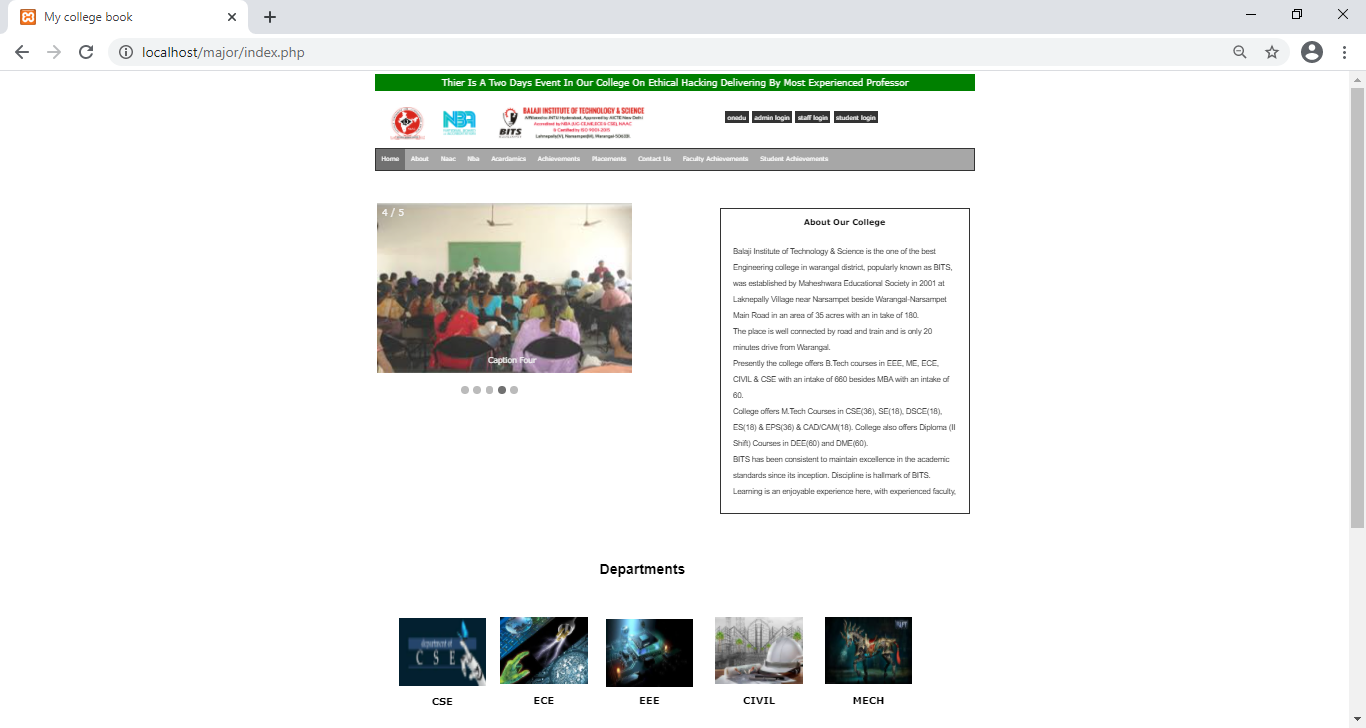 My college book
localhost/major/index.php
Thier Is A Two Days Event In Our College On Ethical Hacking Delivering By Most Experienced Professor
NBA
BITS
BALAJI INSTITUTE OF TECHNOLOGY & SCIENCE
Affiliated to JNTU Hyderabad, Approved by AICTE New Delhi
Accredited by NBA (UG-CE,ME,ECE & CSE), NAAC
& Certified by ISO 9001:2015
Laknepally(V), Narsampet(M), Warangal-506331.
onedu admin login staff login student login
Home About Naac Nba Acardamics Achievements Placements Contact Us Faculty Achievements Student Achievements
4 / 5
Caption Four
About Our College
Balaji Institute of Technology & Science is the one of the best
Engineering college in warangal district, popularly known as BITS,
was established by Maheshwara Educational Society in 2001 at
Laknepally Village near Narsampet beside Warangal-Narsampet
Main Road in an area of 35 acres with an in take of 160.
The place is well connected by road and train and is only 20
minutes drive from Warangal.
Presently the college offers B.Tech courses in EEE, ME, ECE,
CIVIL & CSE with an intake of 660 besides MBA with an intake of
60.
College offers M.Tech Courses in CSE(36), SE(18), DSCE(18),
ES(18) & EPS(36) & CAD/CAM(18). College also offers Diploma (II
Shift) Courses in DEE(60) and DME(60).
BITS has been consistent to maintain excellence in the academic
standards since its inception. Discipline is hallmark of BITS.
Learning is an enjoyable experience here, with experienced faculty,
Departments
department of
C S E
CSE
ECE
EEE
CIVIL
MECH